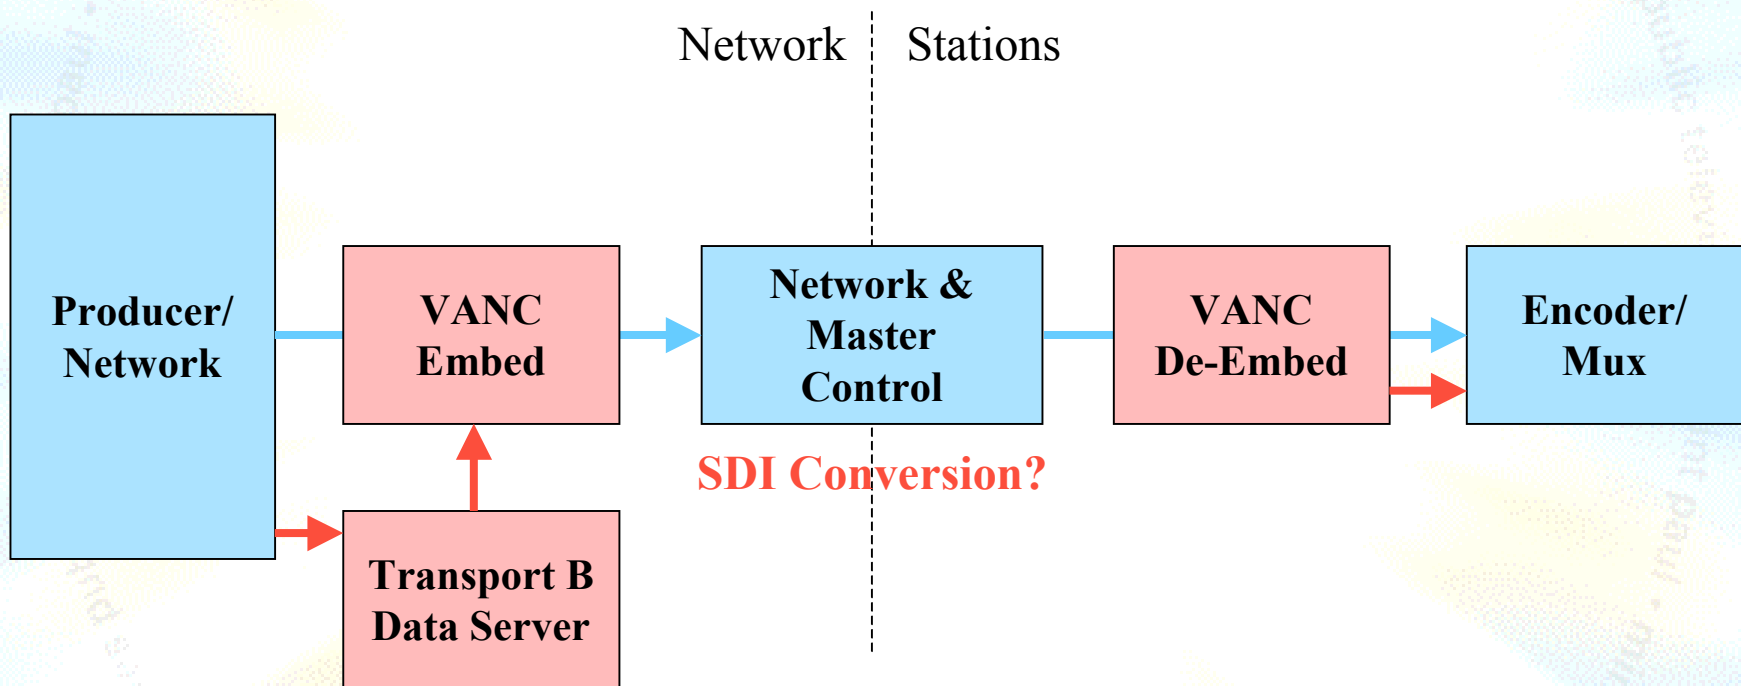 Network Stations
Producer/
Network
VANC
Embed
Network &
Master
Control
VANC
De-Embed
Encoder/
Mux
SDI Conversion?
Transport B
Data Server